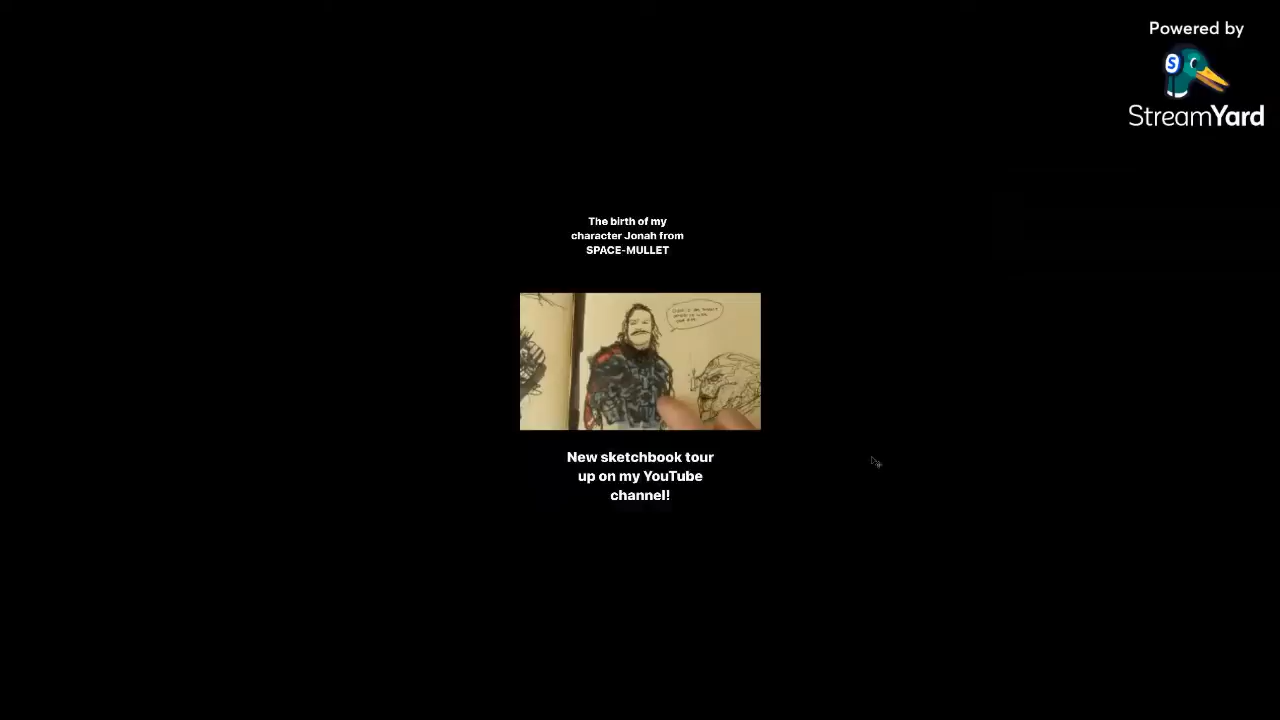 Powered by
StreamYard
The birth of my
character Jonah from
SPACE-MULLET
New sketchbook tour
up on my YouTube
channel!